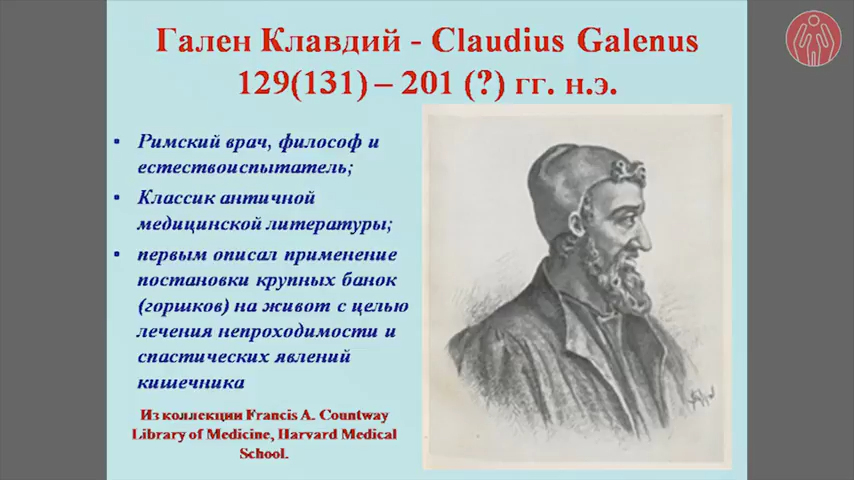 Гален Клавдий - Claudius Galenus
129(131) – 201 (?) гг. н.э.
• Римский врач, философ и
естествоиспытатель;
• Классик античной
медицинской литературы;
• первым описал применение
постановки крупных банок
(горшков) на живот с целью
лечения непроходимости и
спастических явлений
кишечника
Из коллекции Francis A. Countway
Library of Medicine, Harvard Medical
School.